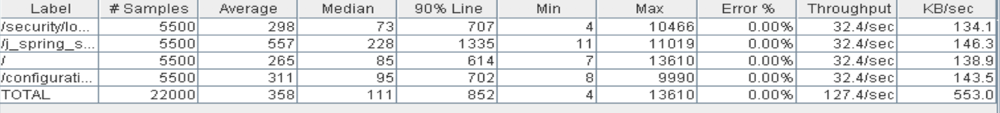 Label # Samples Average Median 90% Line Min Max Error % Throughput KB/sec
/security/lo... 5500 298 73 707 4 10466 0.00% 32.4/sec 134.1
/j_spring_s... 5500 557 228 1335 11 11019 0.00% 32.4/sec 146.3
/ 5500 265 85 614 7 13610 0.00% 32.4/sec 138.9
/configurati... 5500 311 95 702 8 9990 0.00% 32.4/sec 143.5
TOTAL 22000 358 111 852 4 13610 0.00% 127.4/sec 553.0